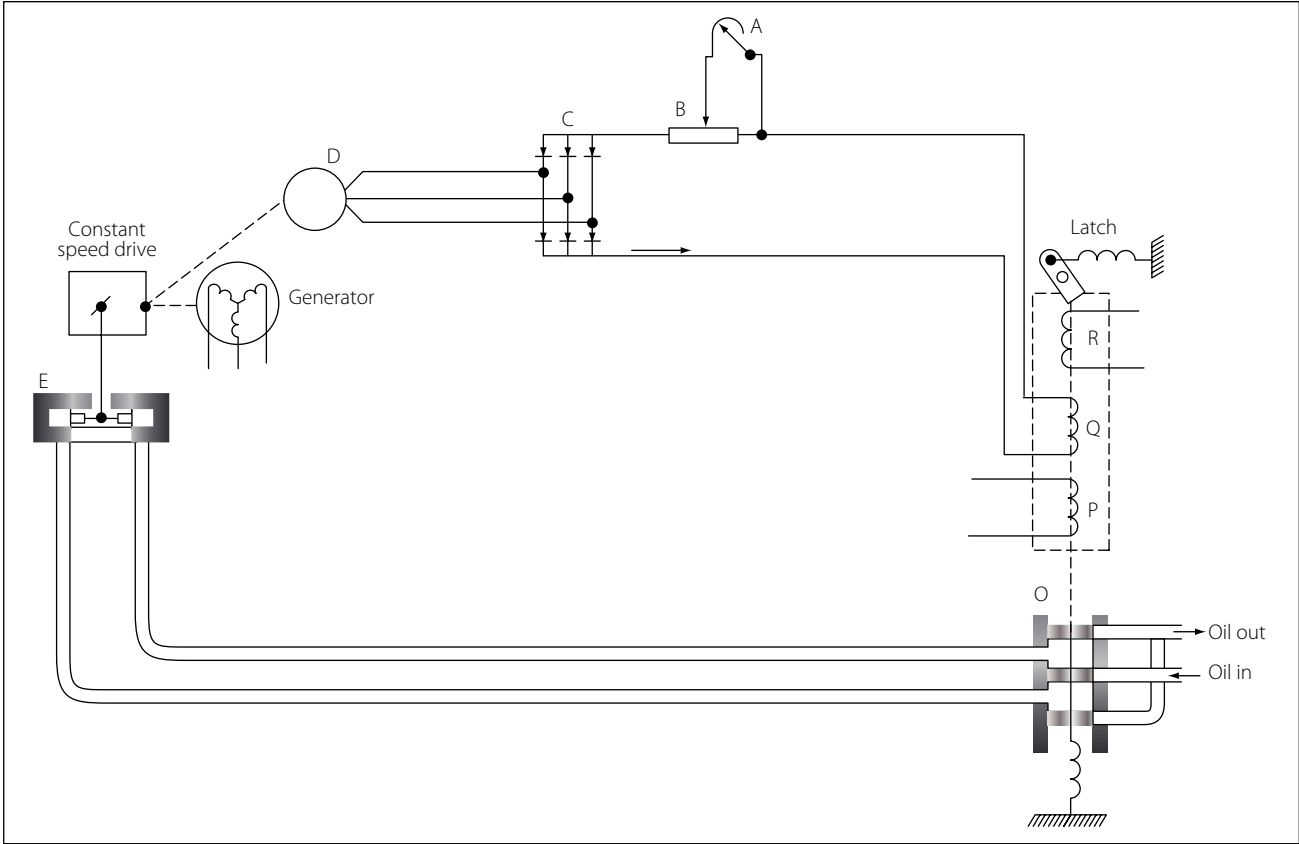 A
B
C
D
Constant
speed drive
Latch
Generator
R
E
Q
P
O
Oil out
Oil in